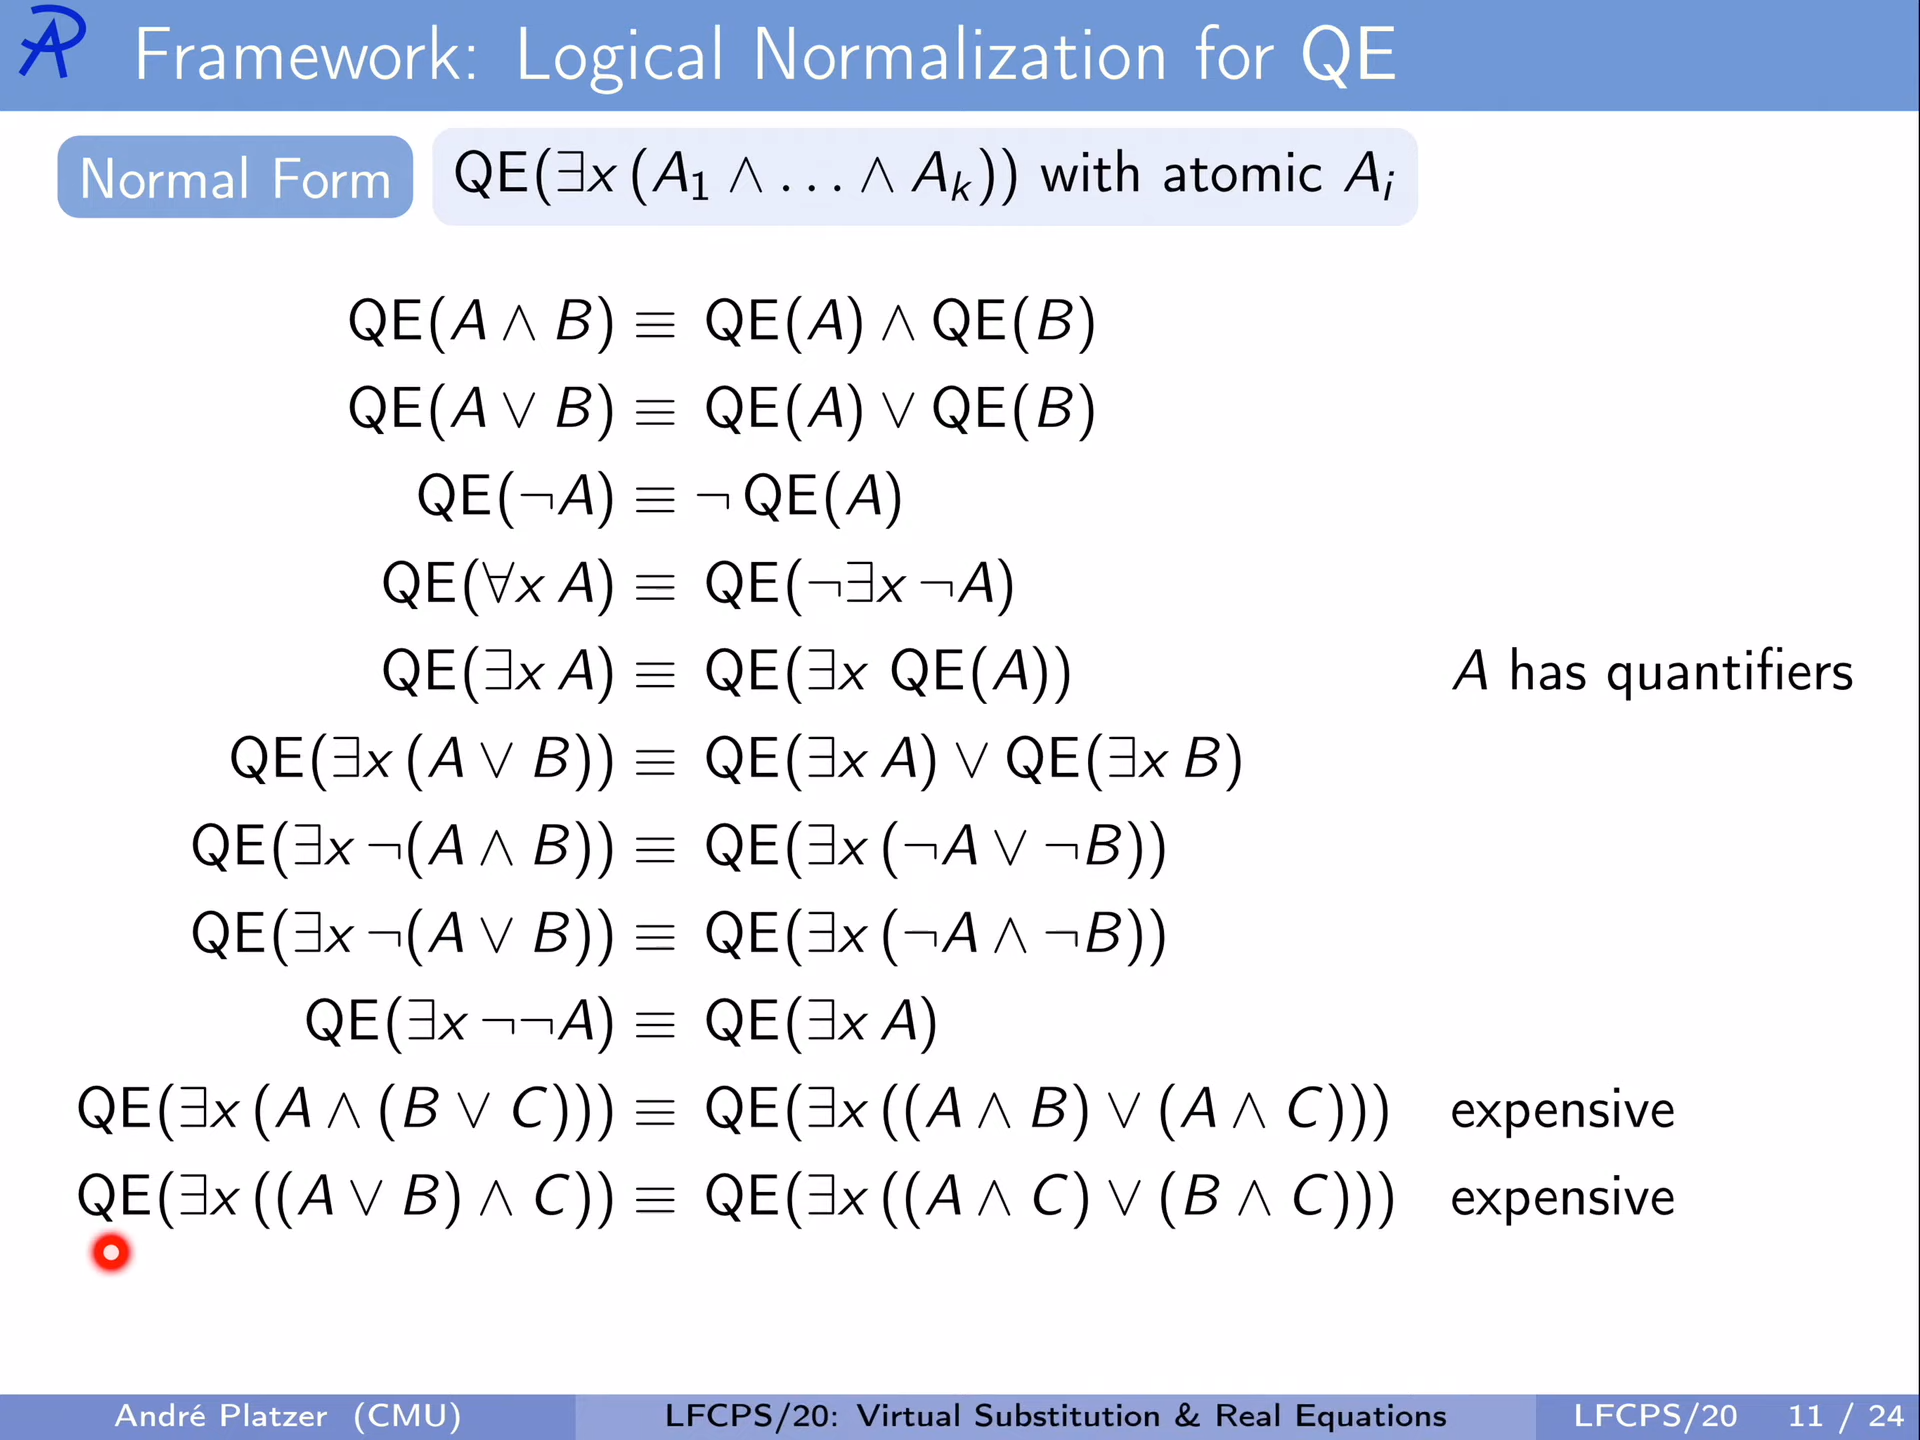 Framework: Logical Normalization for QE
Normal Form QE(∃x (A₁ ∧ … ∧ Aₖ)) with atomic Aᵢ
QE(A ∧ B) ≡ QE(A) ∧ QE(B)
QE(A ∨ B) ≡ QE(A) ∨ QE(B)
QE(¬A) ≡ ¬ QE(A)
QE(∀x A) ≡ QE(¬∃x ¬A)
QE(∃x A) ≡ QE(∃x QE(A)) A has quantifiers
QE(∃x (A ∨ B)) ≡ QE(∃x A) ∨ QE(∃x B)
QE(∃x ¬(A ∧ B)) ≡ QE(∃x (¬A ∨ ¬B))
QE(∃x ¬(A ∨ B)) ≡ QE(∃x (¬A ∧ ¬B))
QE(∃x ¬¬A) ≡ QE(∃x A)
QE(∃x (A ∧ (B ∨ C))) ≡ QE(∃x ((A ∧ B) ∨ (A ∧ C))) expensive
QE(∃x ((A ∨ B) ∧ C)) ≡ QE(∃x ((A ∧ C) ∨ (B ∧ C))) expensive
André Platzer (CMU) LFCPS/20: Virtual Substitution & Real Equations LFCPS/20 11 / 24